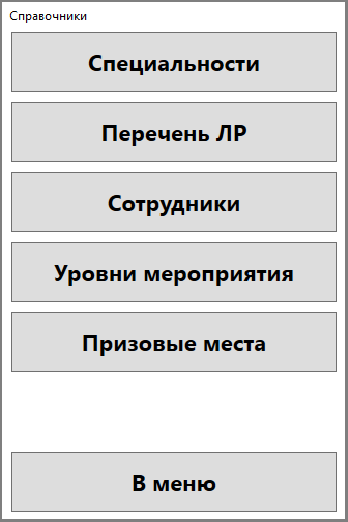 Справочники
Специальности
Перечень ЛР
Сотрудники
Уровни мероприятия
Призовые места
В меню